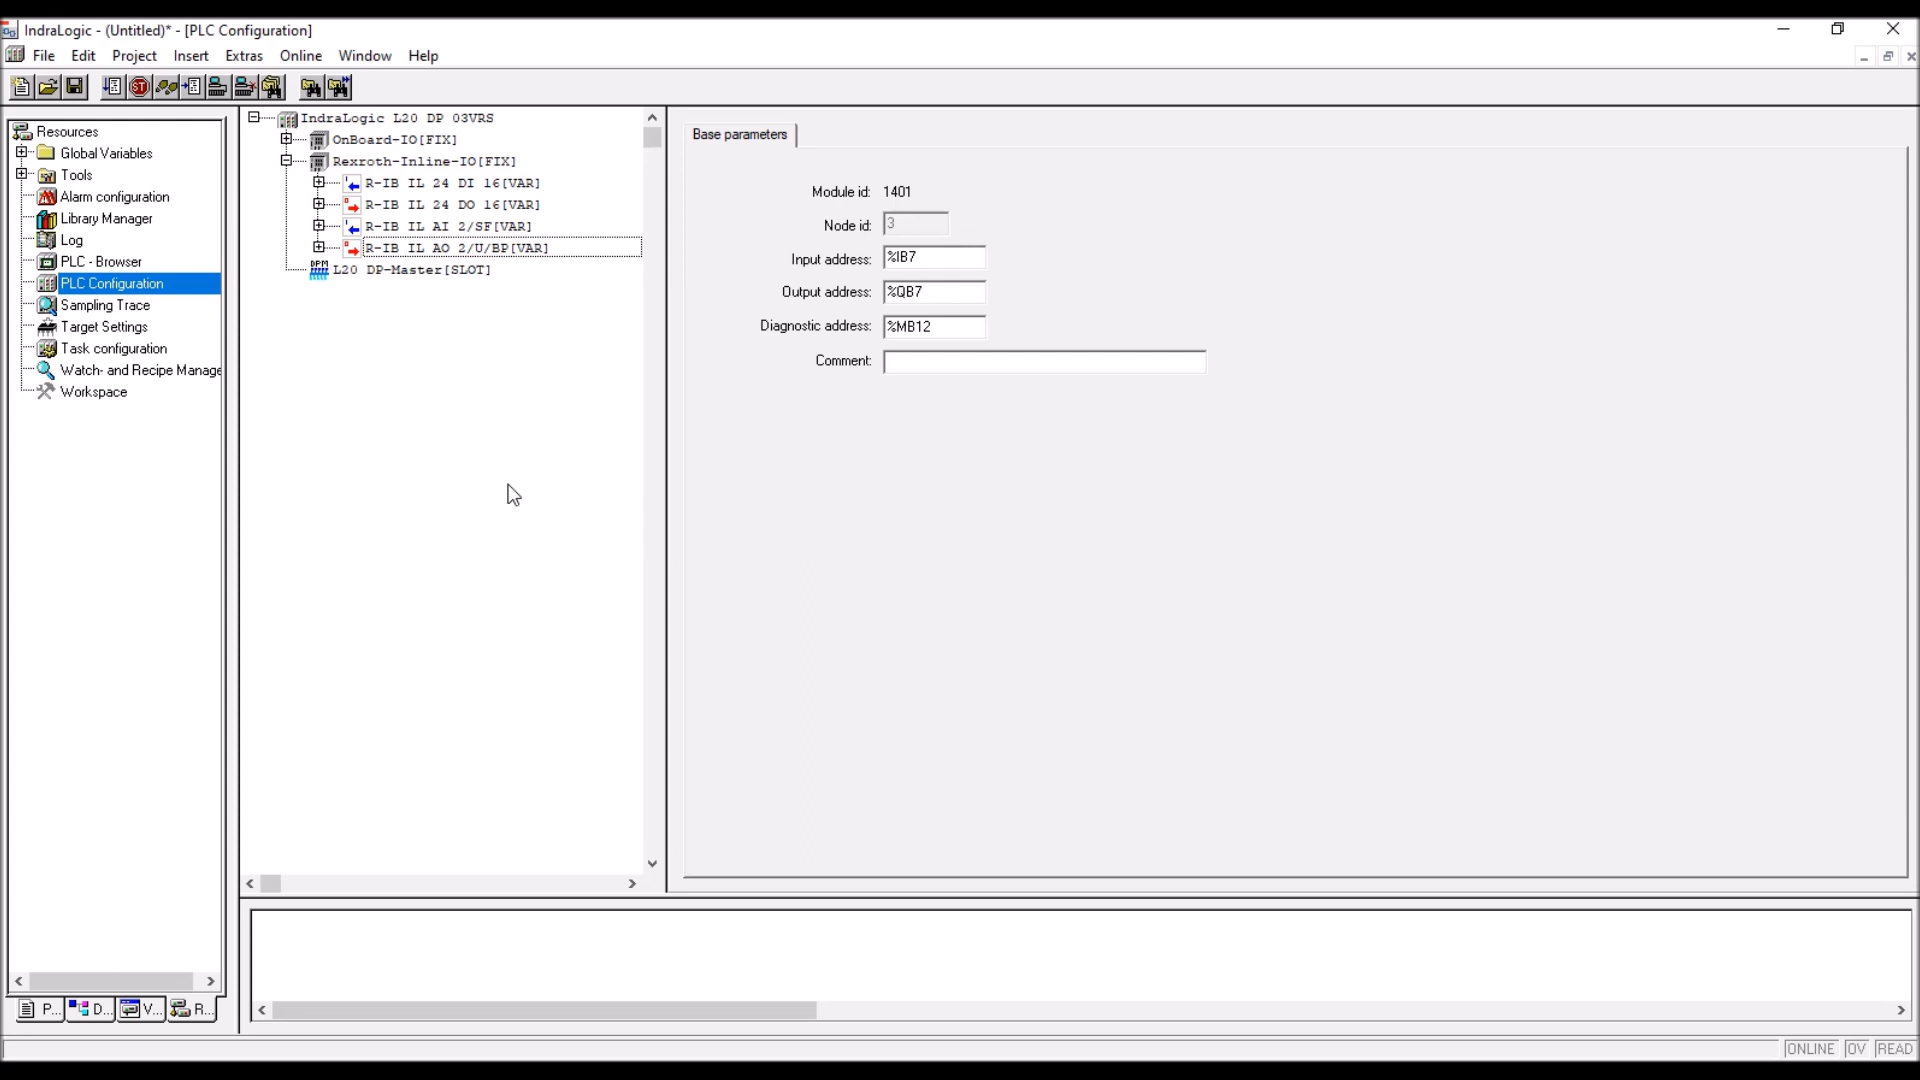 IndraLogic - (Untitled)* - [PLC Configuration]
File Edit Project Insert Extras Online Window Help
Resources
Global Variables
Tools
Alarm configuration
Library Manager
Log
PLC - Browser
PLC Configuration
Sampling Trace
Target Settings
Task configuration
Watch- and Recipe Manage
Workspace
P... D... V... R...
IndraLogic L20 DP 03VRS
OnBoard-IO[FIX]
Rexroth-Inline-IO[FIX]
R-IB IL 24 DI 16[VAR]
R-IB IL 24 DO 16[VAR]
R-IB IL AI 2/SF[VAR]
R-IB IL AO 2/U/BP[VAR]
DPM L20 DP-Master[SLOT]
Base parameters
Module id: 1401
Node id: 3
Input address: %IB7
Output address: %QB7
Diagnostic address: %MB12
Comment:
ONLINE OV READ